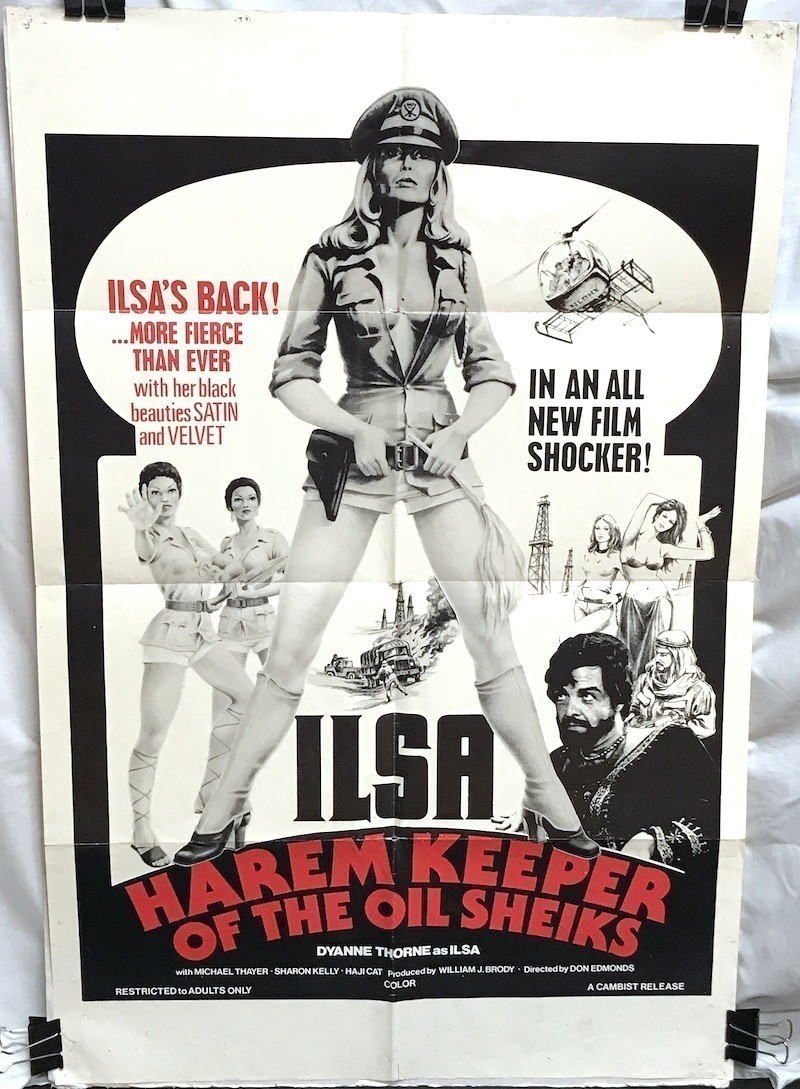 ILSA'S BACK!
...MORE FIERCE
THAN EVER
with her black
beauties SATIN
and VELVET
IN AN ALL
NEW FILM
SHOCKER!
ILSA
HAREM KEEPER
OF THE OIL SHEIKS
DYANNE THORNE as ILSA
with MICHAEL THAYER · SHARON KELLY · HAJI CAT Produced by WILLIAM J. BRODY · Directed by DON EDMONDS
COLOR
RESTRICTED to ADULTS ONLY
A CAMBIST RELEASE